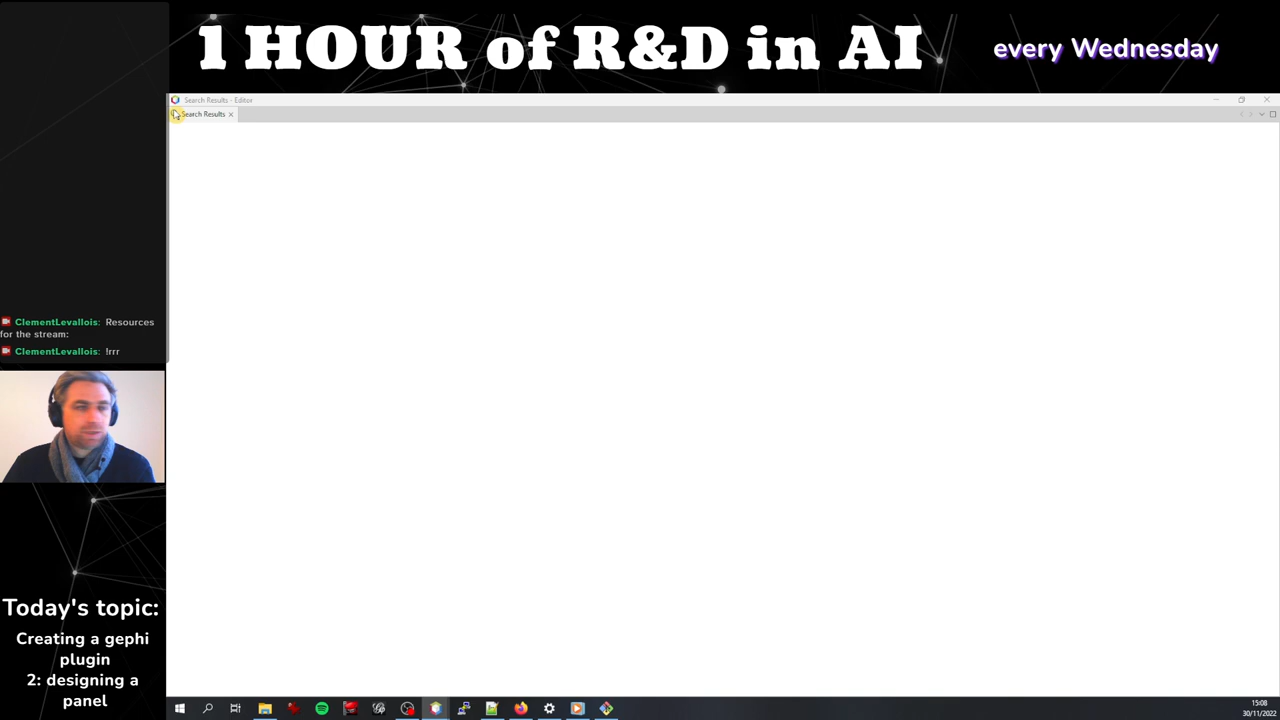 1 HOUR of R&D in AI
every Wednesday
Search Results - Editor
Search Results
ClementLevallois: Resources
for the stream:
ClementLevallois: !rrr
Today's topic:
Creating a gephi
plugin
2: designing a
panel
15:08
30/11/2022